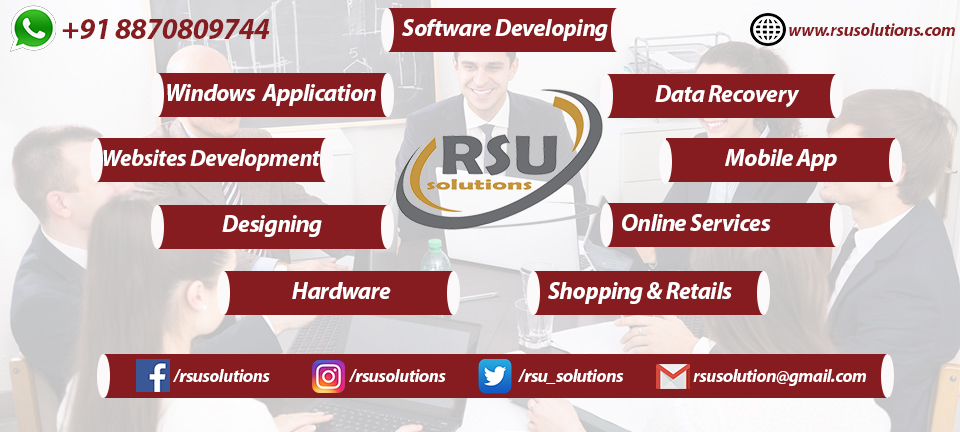 +91 8870809744
Software Developing
www.rsusolutions.com
Windows Application
Data Recovery
RSU
solutions
Websites Development
Mobile App
Designing
Online Services
Hardware
Shopping & Retails
/rsusolutions
/rsusolutions
/rsu_solutions
rsusolution@gmail.com